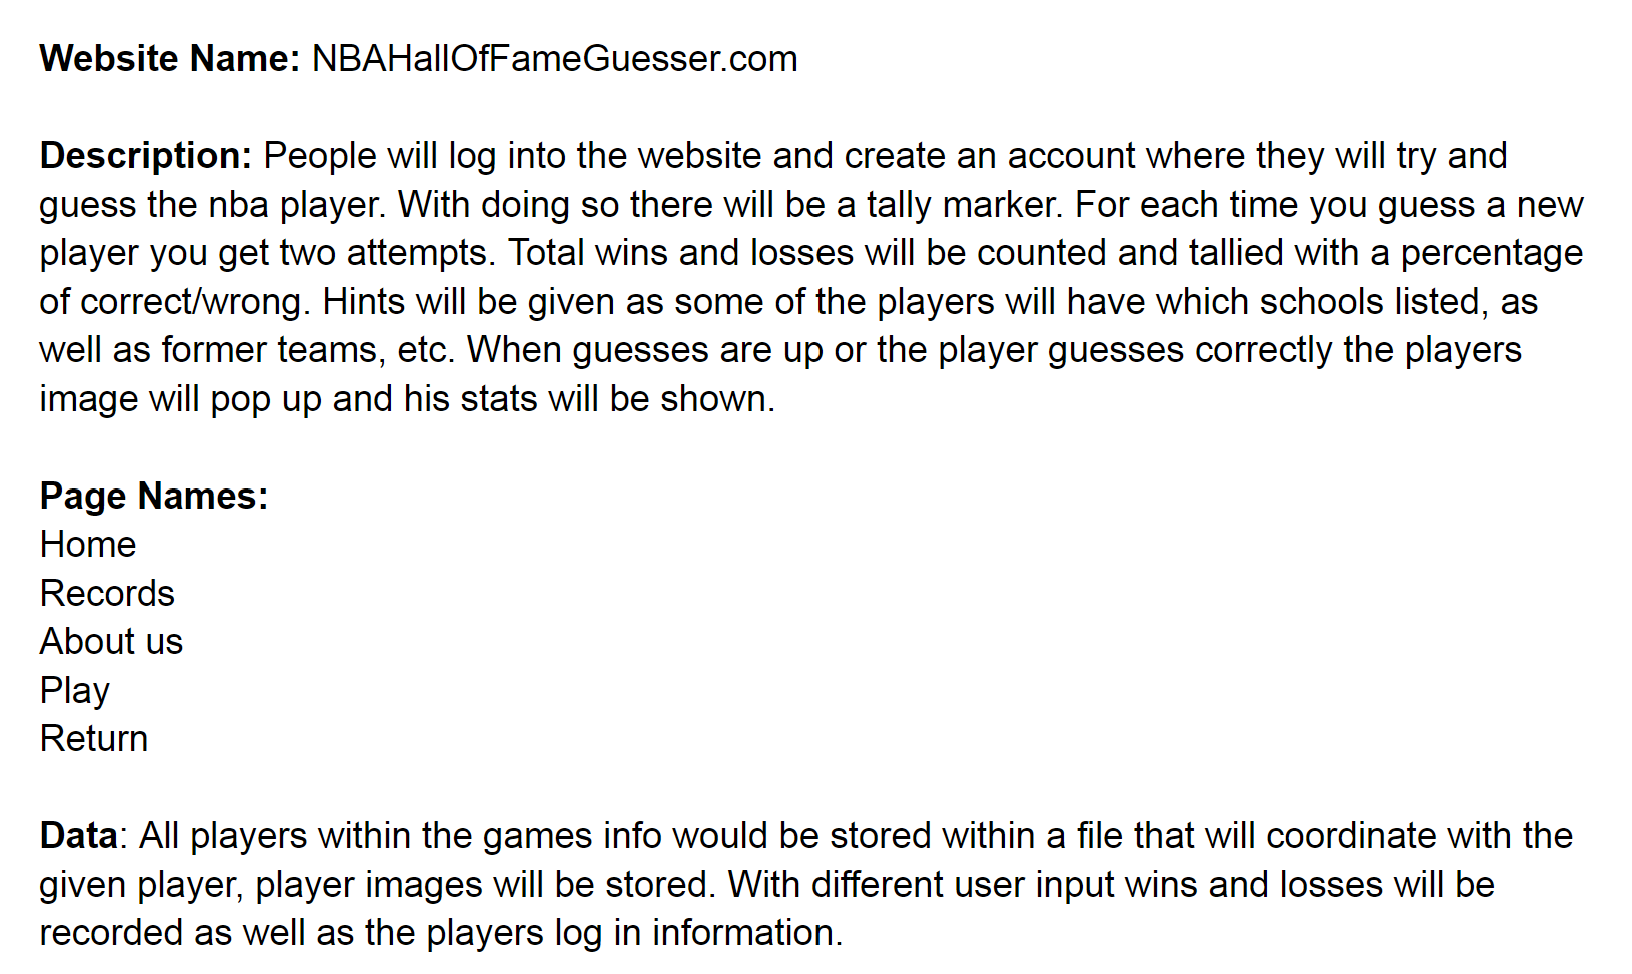 Website Name: NBAHallOfFameGuesser.com
Description: People will log into the website and create an account where they will try and
guess the nba player. With doing so there will be a tally marker. For each time you guess a new
player you get two attempts. Total wins and losses will be counted and tallied with a percentage
of correct/wrong. Hints will be given as some of the players will have which schools listed, as
well as former teams, etc. When guesses are up or the player guesses correctly the players
image will pop up and his stats will be shown.
Page Names:
Home
Records
About us
Play
Return
Data: All players within the games info would be stored within a file that will coordinate with the
given player, player images will be stored. With different user input wins and losses will be
recorded as well as the players log in information.